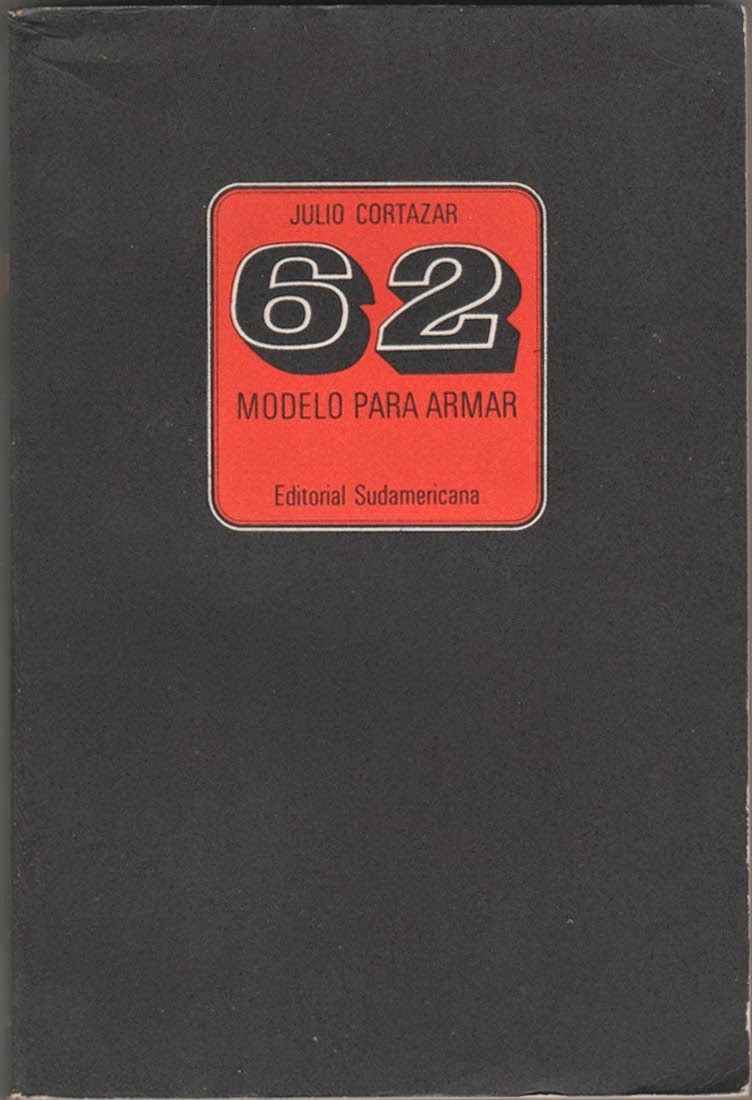 JULIO CORTAZAR
62
MODELO PARA ARMAR
Editorial Sudamericana